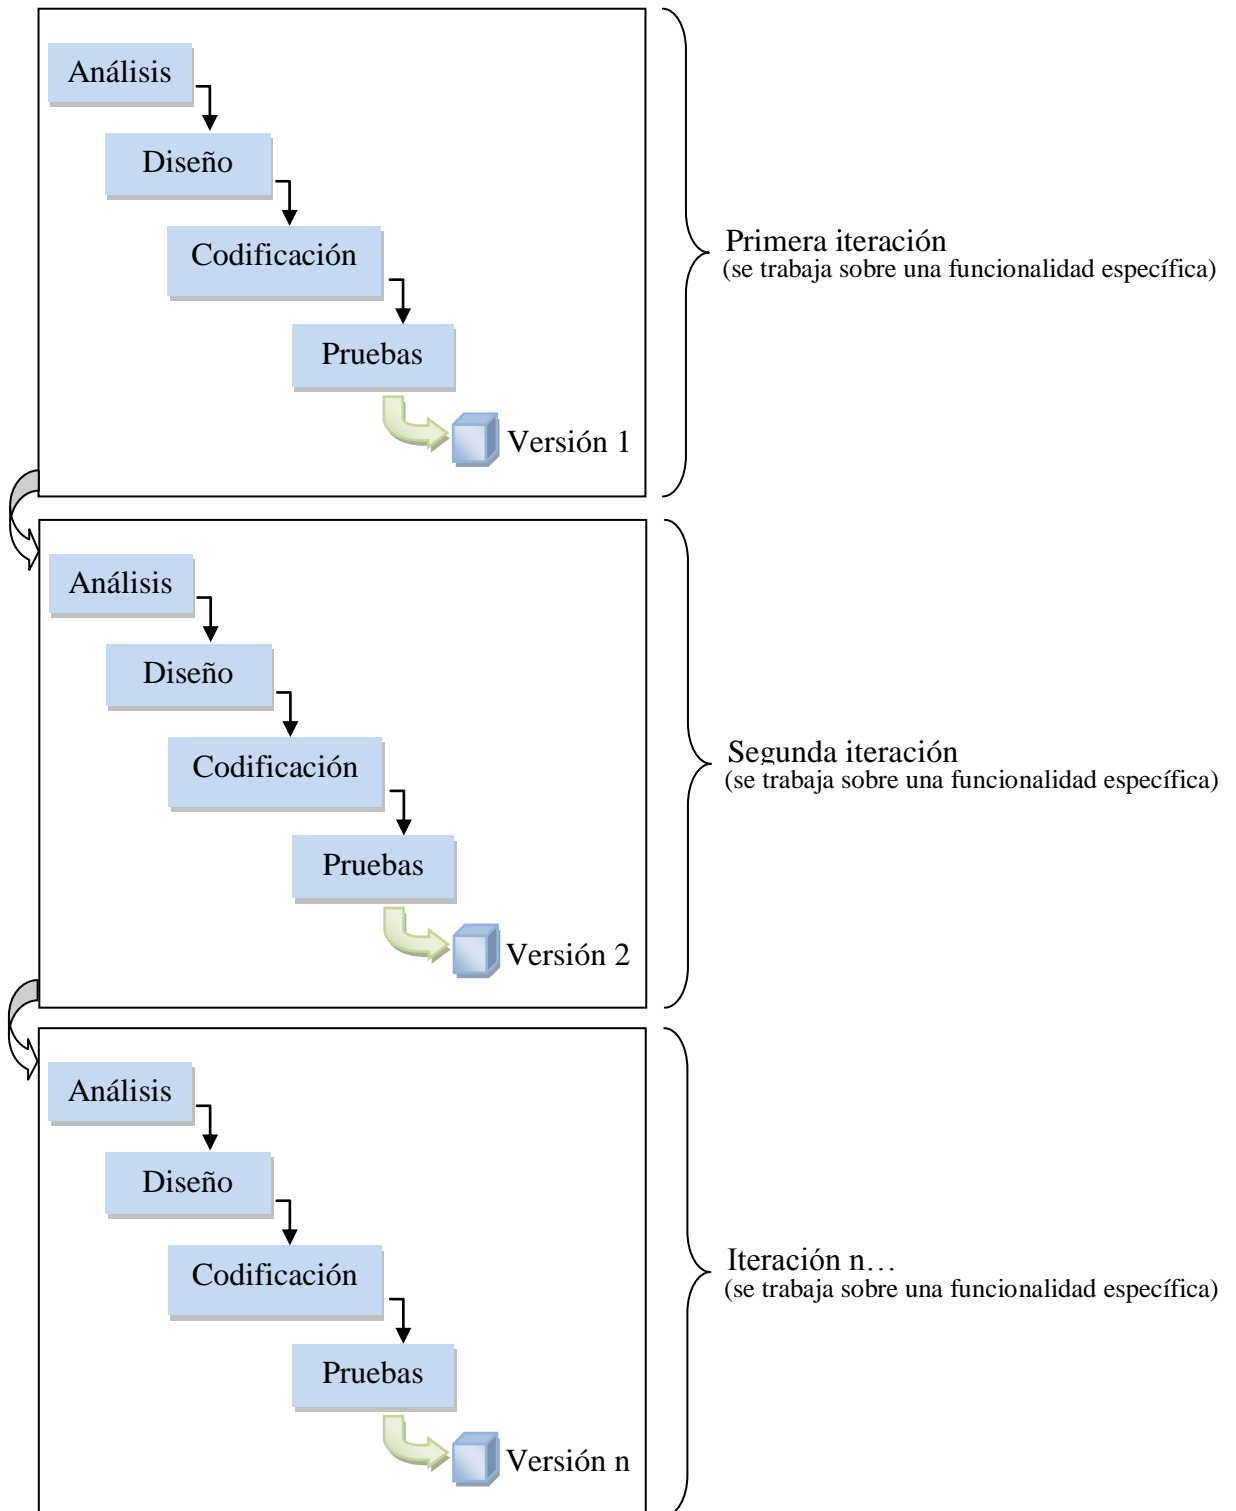 Análisis
Diseño
Codificación
Pruebas
Versión 1
Primera iteración
(se trabaja sobre una funcionalidad específica)
Análisis
Diseño
Codificación
Pruebas
Versión 2
Segunda iteración
(se trabaja sobre una funcionalidad específica)
Análisis
Diseño
Codificación
Pruebas
Versión n
Iteración n…
(se trabaja sobre una funcionalidad específica)